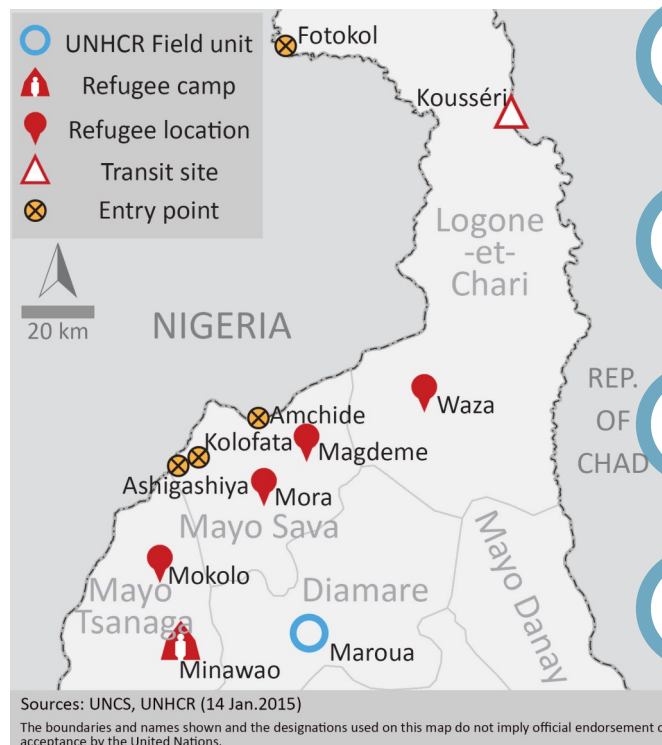 UNHCR Field unit
Refugee camp
Refugee location
Transit site
Entry point
20 km
Fotokol
Kousséri
Logone
-et-
Chari
NIGERIA
REP.
OF
CHAD
Waza
Amchide
Kolofata
Magdeme
Ashigashiya
Mora
Mayo Sava
Mokolo
Mayo
Tsanaga
Diamare
Mayo Danay
Minawao
Maroua
Sources: UNCS, UNHCR (14 Jan.2015)
The boundaries and names shown and the designations used on this map do not imply official endorsement
acceptance by the United Nations.